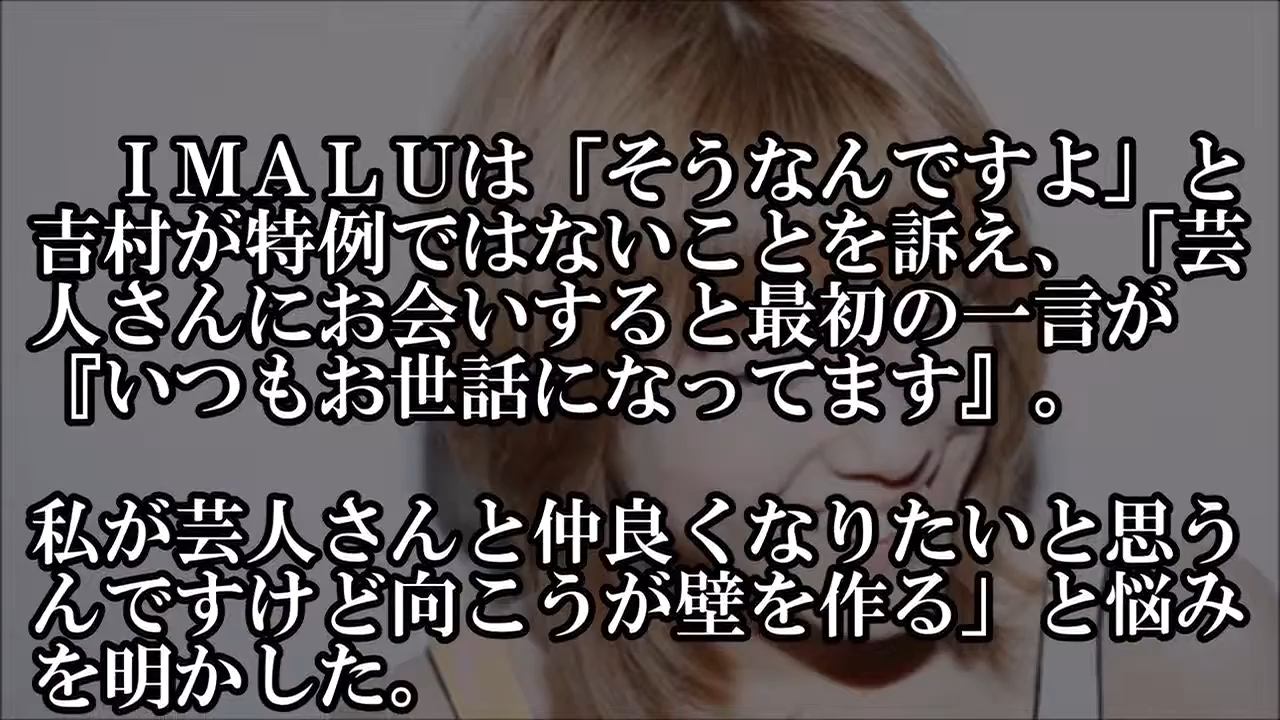 ＩＭＡＬＵは「そうなんですよ」と
吉村が特例ではないことを訴え、「芸
人さんにお会いすると最初の一言が
『いつもお世話になってます』。
私が芸人さんと仲良くなりたいと思う
んですけど向こうが壁を作る」と悩み
を明かした。